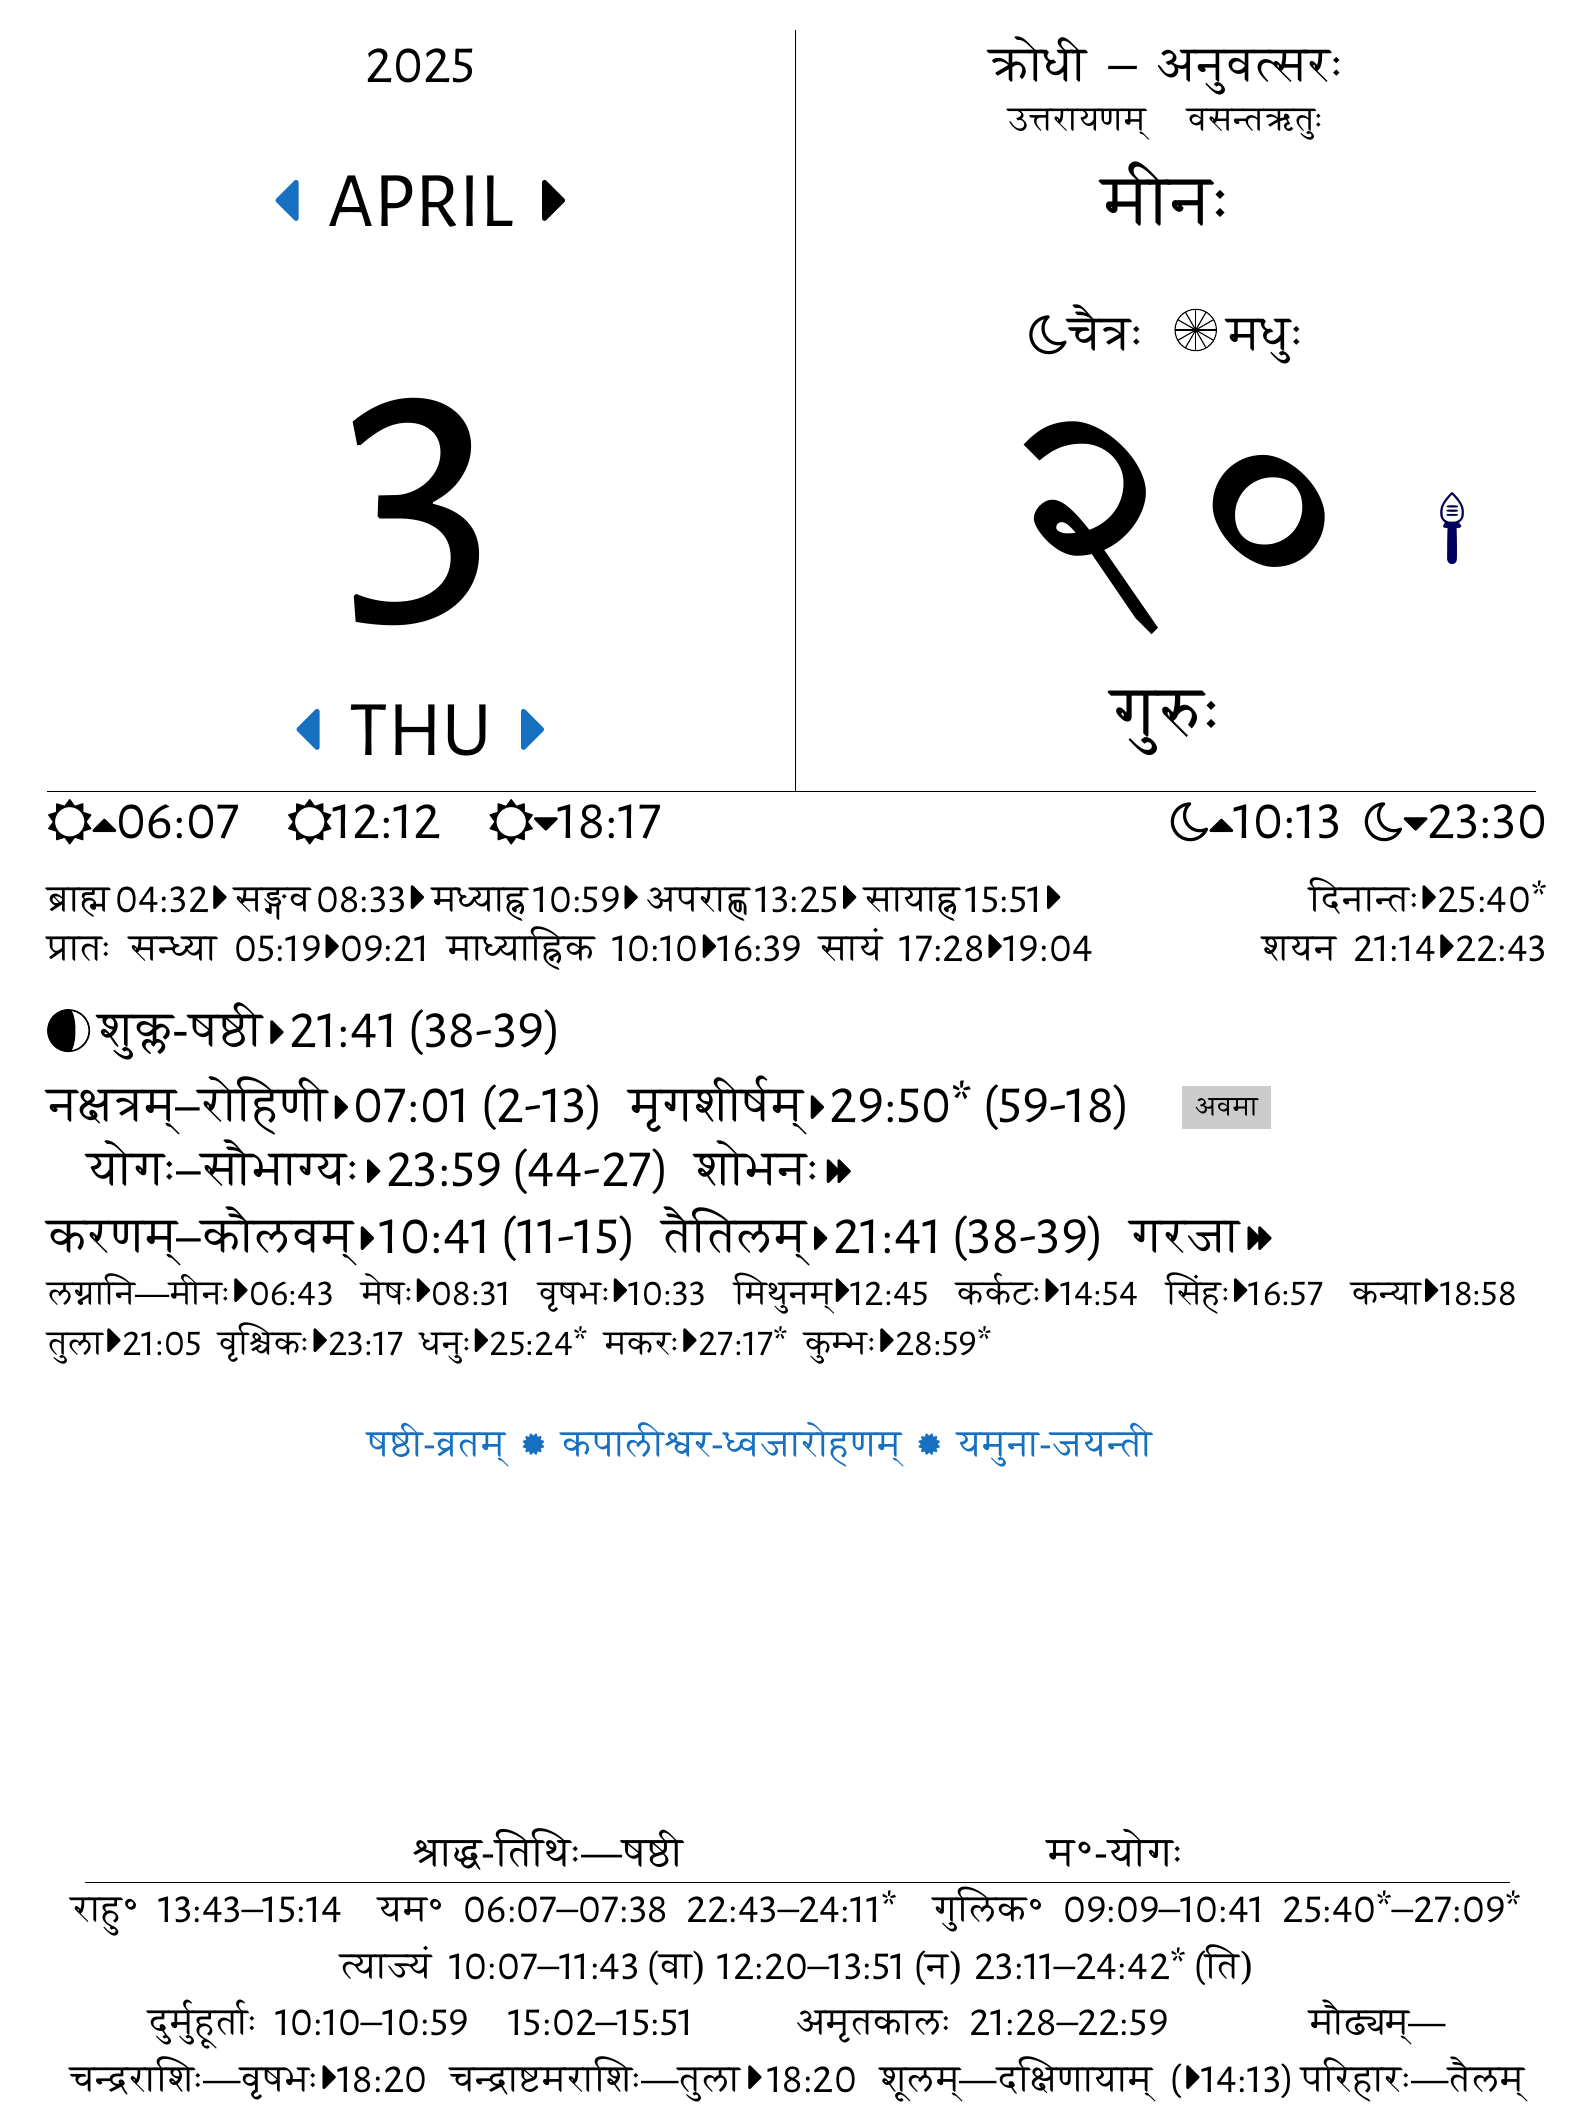 2025
APRIL
3
THU
क्रोधी – अनुवत्सरः
उत्तरायणम् वसन्तऋतुः
मीनः
चैत्रः मधुः
२०
गुरुः
06:07 12:12 18:17 10:13 23:30
ब्राह्म 04:32 सङ्गव 08:33 मध्याह्न 10:59 अपराह्ण 13:25 सायाह्न 15:51 दिनान्तः 25:40*
प्रातः सन्ध्या 05:19 09:21 माध्याह्निक 10:10 16:39 सायं 17:28 19:04 शयन 21:14 22:43
शुक्ल-षष्ठी 21:41 (38-39)
नक्षत्रम्–रोहिणी 07:01 (2-13) मृगशीर्षम् 29:50* (59-18) अवमा
योगः–सौभाग्यः 23:59 (44-27) शोभनः
करणम्–कौलवम् 10:41 (11-15) तैतिलम् 21:41 (38-39) गरजा
लग्नानि—मीनः 06:43 मेषः 08:31 वृषभः 10:33 मिथुनम् 12:45 कर्कटः 14:54 सिंहः 16:57 कन्या 18:58
तुला 21:05 वृश्चिकः 23:17 धनुः 25:24* मकरः 27:17* कुम्भः 28:59*
षष्ठी-व्रतम् कपालीश्वर-ध्वजारोहणम् यमुना-जयन्ती
श्राद्ध-तिथिः—षष्ठी म॰-योगः
राहु॰ 13:43–15:14 यम॰ 06:07–07:38 22:43–24:11* गुलिक॰ 09:09–10:41 25:40*–27:09*
त्याज्यं 10:07–11:43 (वा) 12:20–13:51 (न) 23:11–24:42* (ति)
दुर्मुहूर्ताः 10:10–10:59 15:02–15:51 अमृतकालः 21:28–22:59 मौढ्यम्—
चन्द्रराशिः—वृषभः 18:20 चन्द्राष्टमराशिः—तुला 18:20 शूलम्—दक्षिणायाम् ( 14:13) परिहारः—तैलम्